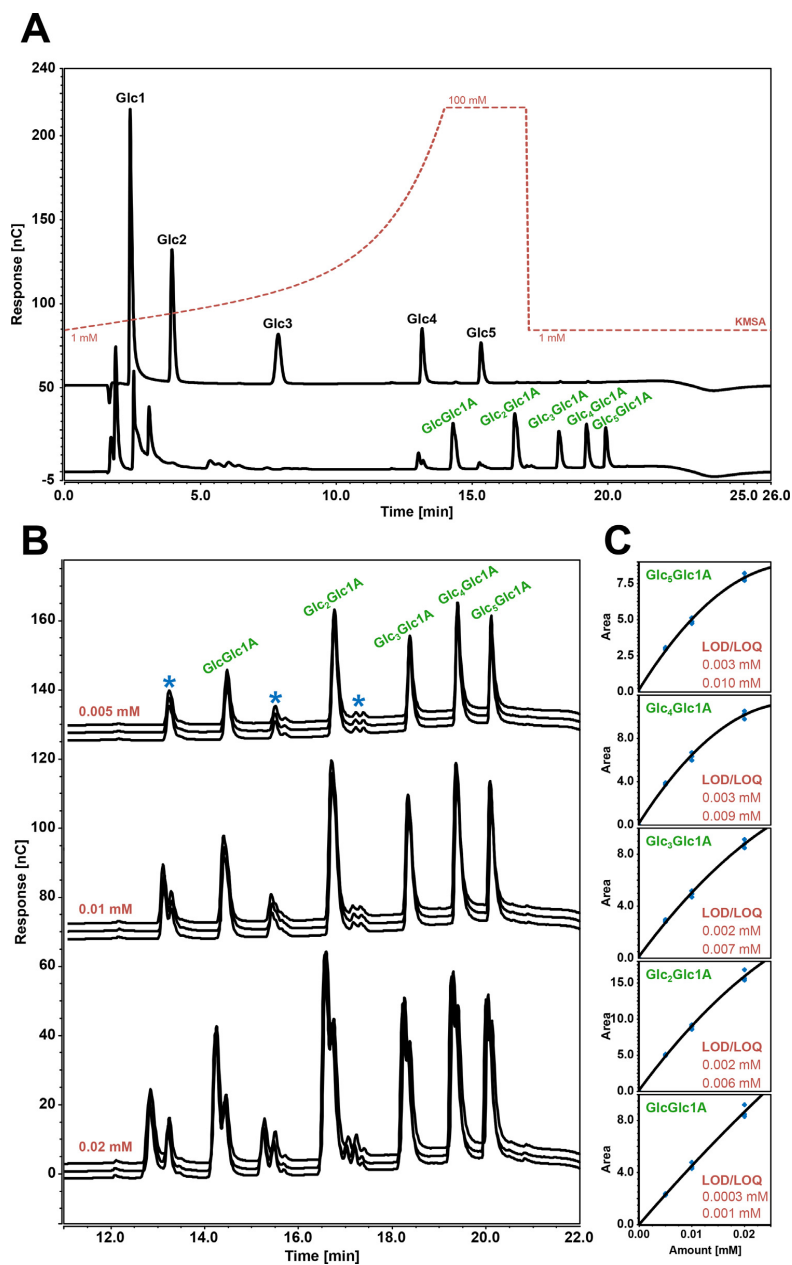 A
240
200
150
100
50
-5
Response [nC]
Glc1
Glc2
Glc3
Glc4
Glc5
1 mM
100 mM
1 mM
KMSA
GlcGlc1A
Glc₂Glc1A
Glc₃Glc1A
Glc₄Glc1A
Glc₅Glc1A
0.0 5.0 10.0 15.0 20.0 25.0 26.0
Time [min]
B
160
140
120
100
80
60
40
20
0
Response [nC]
GlcGlc1A
Glc₂Glc1A
Glc₃Glc1A
Glc₄Glc1A
Glc₅Glc1A
* * *
0.005 mM
0.01 mM
0.02 mM
12.0 14.0 16.0 18.0 20.0 22.0
Time [min]
C
Glc₅Glc1A
7.5
5.0
2.5
0.0
Area
LOD/LOQ
0.003 mM
0.010 mM
Glc₄Glc1A
8.0
4.0
0.0
Area
LOD/LOQ
0.003 mM
0.009 mM
Glc₃Glc1A
8.0
4.0
0.0
Area
LOD/LOQ
0.002 mM
0.007 mM
Glc₂Glc1A
15.0
10.0
5.0
0.0
Area
LOD/LOQ
0.002 mM
0.006 mM
GlcGlc1A
8.0
4.0
0.0
Area
LOD/LOQ
0.0003 mM
0.001 mM
0.00 0.01 0.02
Amount [mM]